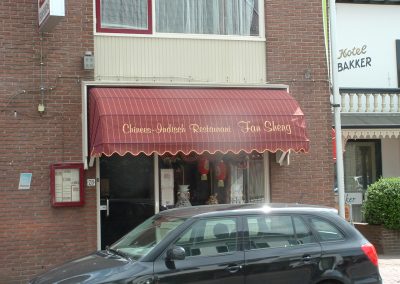 Hotel
BAKKER
Chinees-Indisch Restaurant Fan Sheng